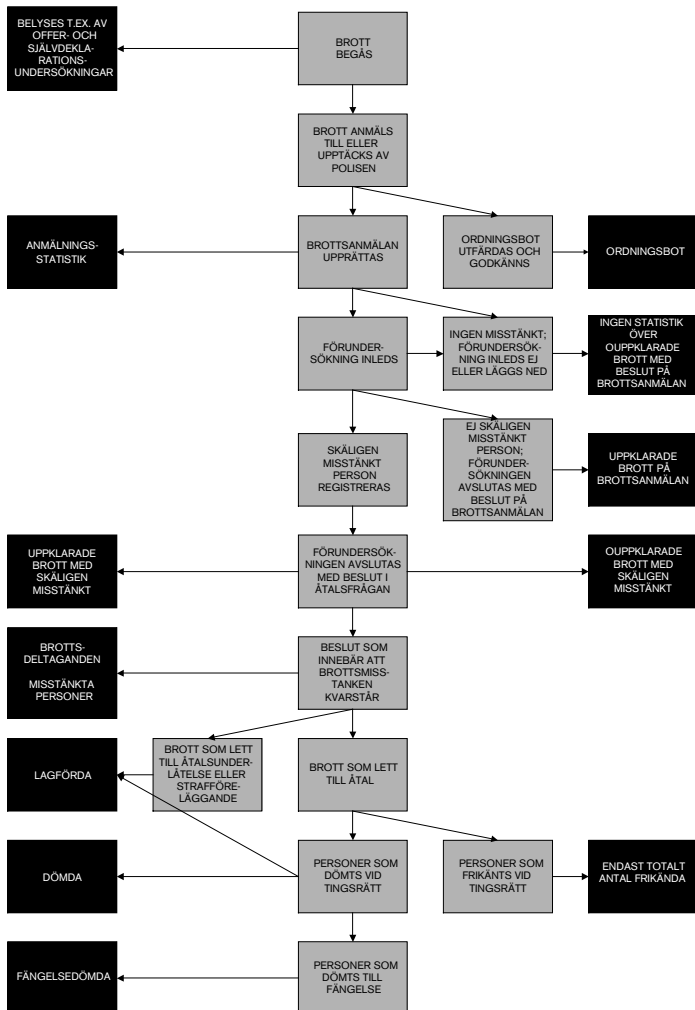 BELYSES T.EX. AV
OFFER- OCH
SJÄLVDEKLA-
RATIONS-
UNDERSÖKNINGAR
BROTT
BEGÅS
BROTT ANMÄLS
TILL ELLER
UPPTÄCKS AV
POLISEN
ANMÄLNINGS-
STATISTIK
BROTTSANMÄLAN
UPPRÄTTAS
ORDNINGSBOT
UTFÄRDAS OCH
GODKÄNNS
ORDNINGSBOT
FÖRUNDER-
SÖKNING INLEDS
INGEN MISSTÄNKT;
FÖRUNDERSÖK-
NING INLEDS EJ
ELLER LÄGGS NED
INGEN STATISTIK
ÖVER
OUPPKLARADE
BROTT MED
BESLUT PÅ
BROTTSANMÄLAN
SKÄLIGEN
MISSTÄNKT
PERSON
REGISTRERAS
EJ SKÄLIGEN
MISSTÄNKT
PERSON;
FÖRUNDER-
SÖKNINGEN
AVSLUTAS MED
BESLUT PÅ
BROTTSANMÄLAN
UPPKLARADE
BROTT PÅ
BROTTSANMÄLAN
UPPKLARADE
BROTT MED
SKÄLIGEN
MISSTÄNKT
FÖRUNDERSÖK-
NINGEN AVSLUTAS
MED BESLUT I
ÅTALSFRÅGAN
OUPPKLARADE
BROTT MED
SKÄLIGEN
MISSTÄNKT
BROTTS-
DELTAGANDEN
MISSTÄNKTA
PERSONER
BESLUT SOM
INNEBÄR ATT
BROTTSMISS-
TANKEN
KVARSTÅR
LAGFÖRDA
BROTT SOM LETT
TILL ÅTALSUNDER-
LÅTELSE ELLER
STRAFFÖRE-
LÄGGANDE
BROTT SOM LETT
TILL ÅTAL
DÖMDA
PERSONER SOM
DÖMTS VID
TINGSRÄTT
PERSONER SOM
FRIKÄNTS VID
TINGSRÄTT
ENDAST TOTALT
ANTAL FRIKÄNDA
FÄNGELSEDÖMDA
PERSONER SOM
DÖMTS TILL
FÄNGELSE